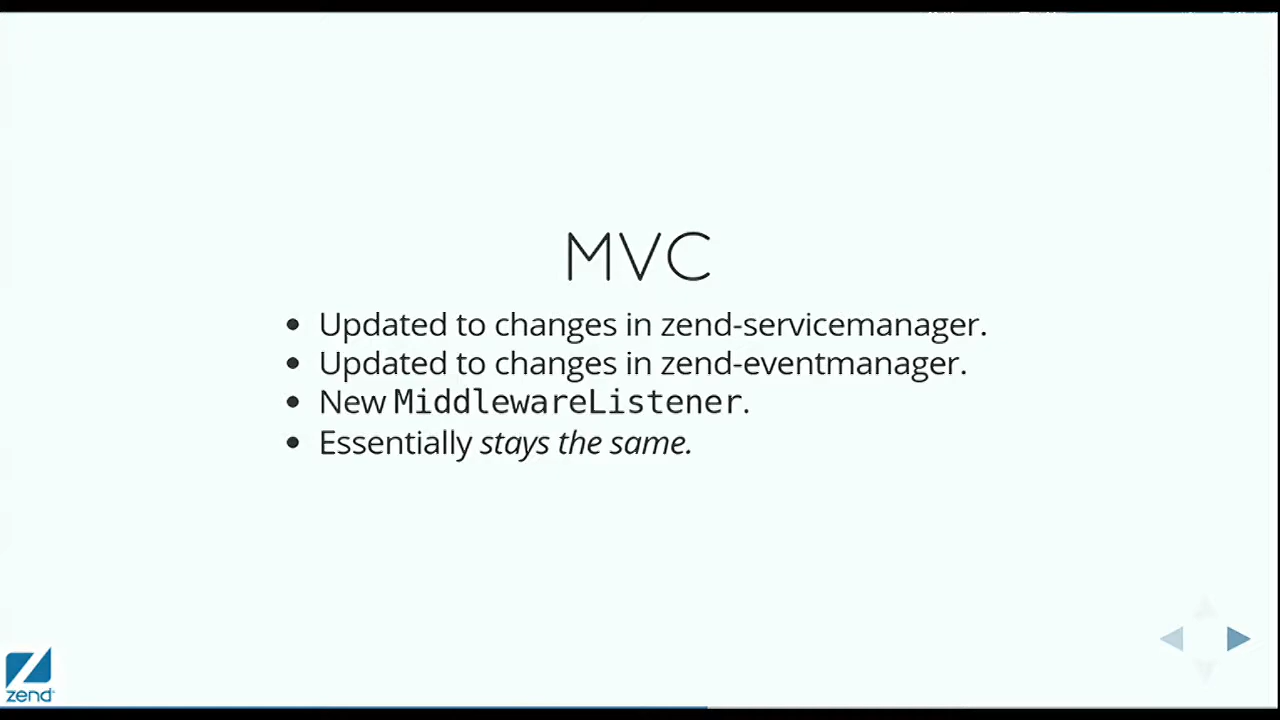 MVC
Updated to changes in zend-servicemanager.
Updated to changes in zend-eventmanager.
New MiddlewareListener.
Essentially stays the same.
zend